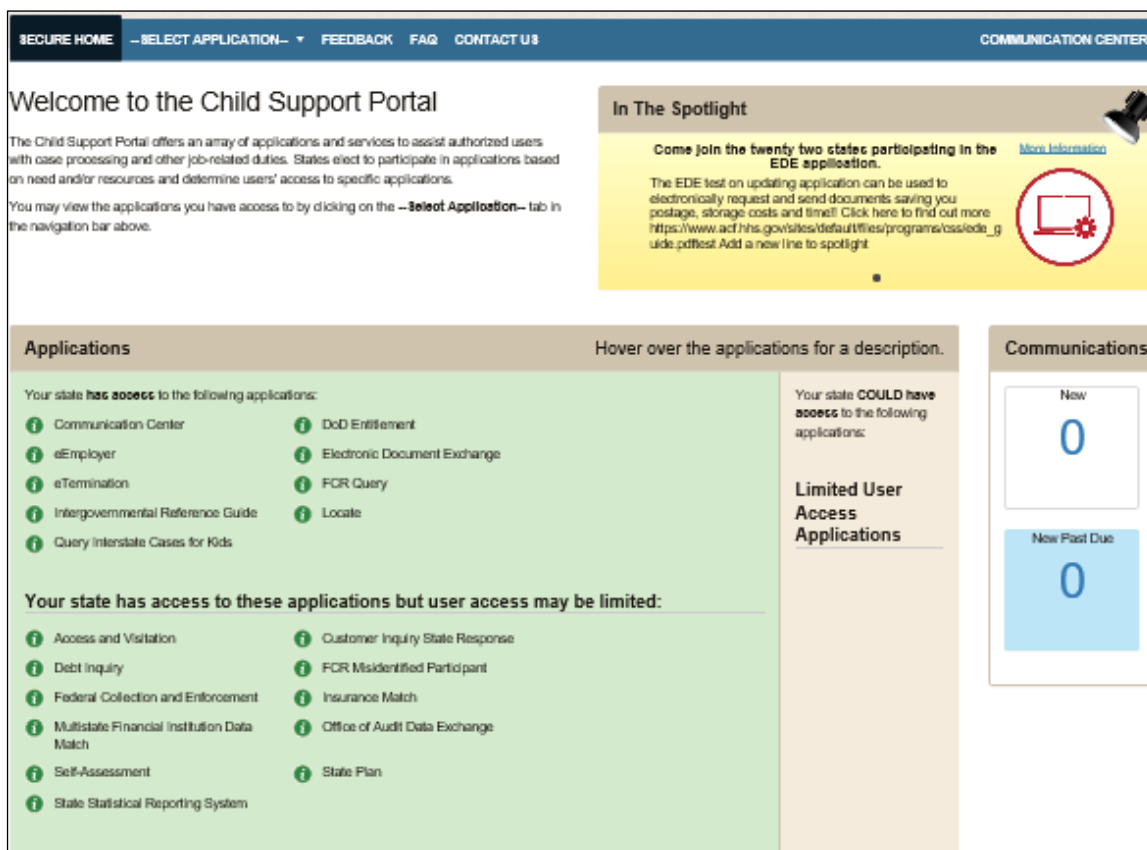 SECURE HOME --SELECT APPLICATION-- FEEDBACK FAQ CONTACT US COMMUNICATION CENTER
Welcome to the Child Support Portal
The Child Support Portal offers an array of applications and services to assist authorized users
with case processing and other job-related duties. States elect to participate in applications based
on need and/or resources and determine users' access to specific applications.
You may view the applications you have access to by clicking on the --Select Application-- tab in
the navigation bar above.
In The Spotlight
Come join the twenty two states participating in the
EDE application.
More Information
The EDE test on updating application can be used to
electronically request and send documents saving you
postage, storage costs and time!! Click here to find out more
https://www.acf.hhs.gov/sites/default/files/programs/css/ede_g
uide.pdftest Add a new line to spotlight
Applications
Hover over the applications for a description.
Your state has access to the following applications:
Communication Center
DoD Entitlement
eEmployer
Electronic Document Exchange
eTermination
FCR Query
Intergovernmental Reference Guide
Locate
Query Interstate Cases for Kids
Your state has access to these applications but user access may be limited:
Access and Visitation
Customer Inquiry State Response
Debt Inquiry
FCR Misidentified Participant
Federal Collection and Enforcement
Insurance Match
Multistate Financial Institution Data
Match
Office of Audit Data Exchange
Self-Assessment
State Plan
State Statistical Reporting System
Your state COULD have
access to the following
applications:
Limited User
Access
Applications
Communications
New
0
New Past Due
0